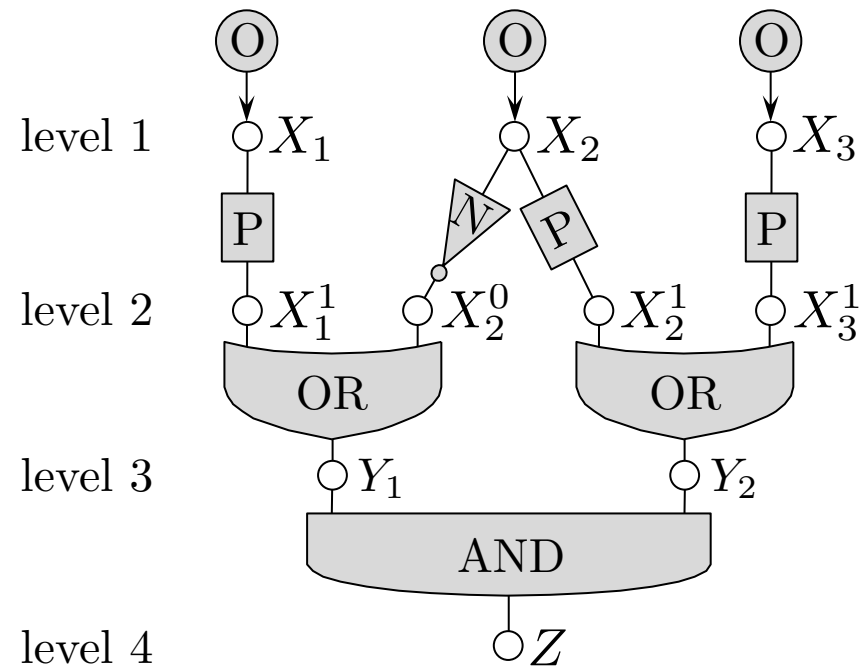 O O O
level 1 X₁ X₂ X₃
P N P P
level 2 X₁¹ X₂⁰ X₂¹ X₃¹
OR OR
level 3 Y₁ Y₂
AND
level 4 Z